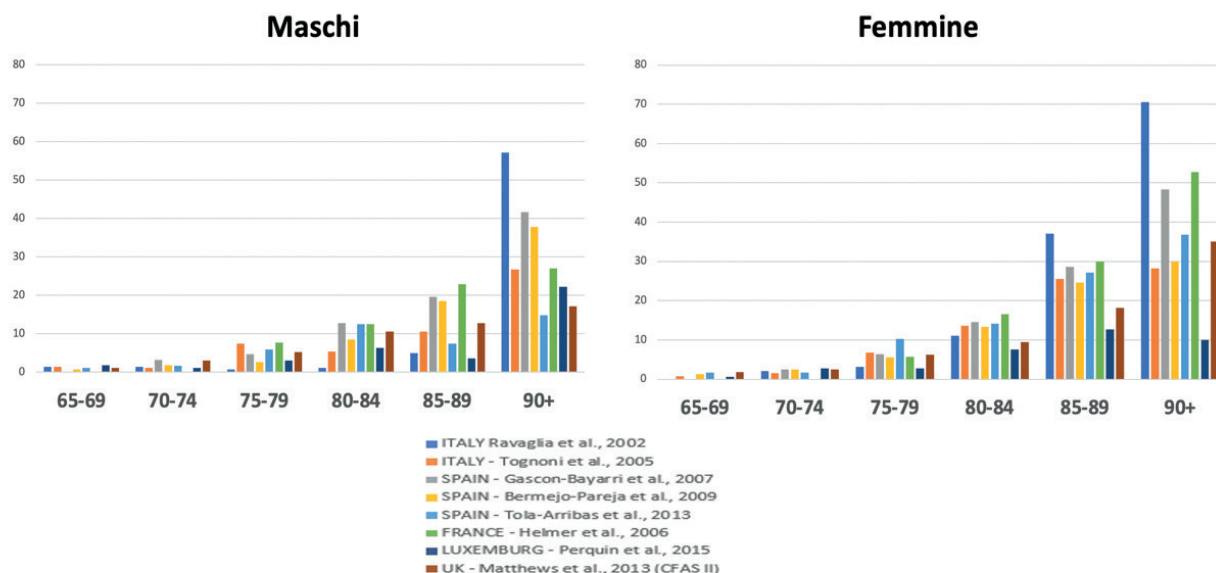 Maschi
Femmine
80
70
60
50
40
30
20
10
0
65-69 70-74 75-79 80-84 85-89 90+
80
70
60
50
40
30
20
10
0
65-69 70-74 75-79 80-84 85-89 90+
ITALY Ravaglia et al., 2002
ITALY - Tognoni et al., 2005
SPAIN - Gascon-Bayarri et al., 2007
SPAIN - Bermejo-Pareja et al., 2009
SPAIN - Tola-Arribas et al., 2013
FRANCE - Helmer et al., 2006
LUXEMBURG - Perquin et al., 2015
UK - Matthews et al., 2013 (CFAS II)